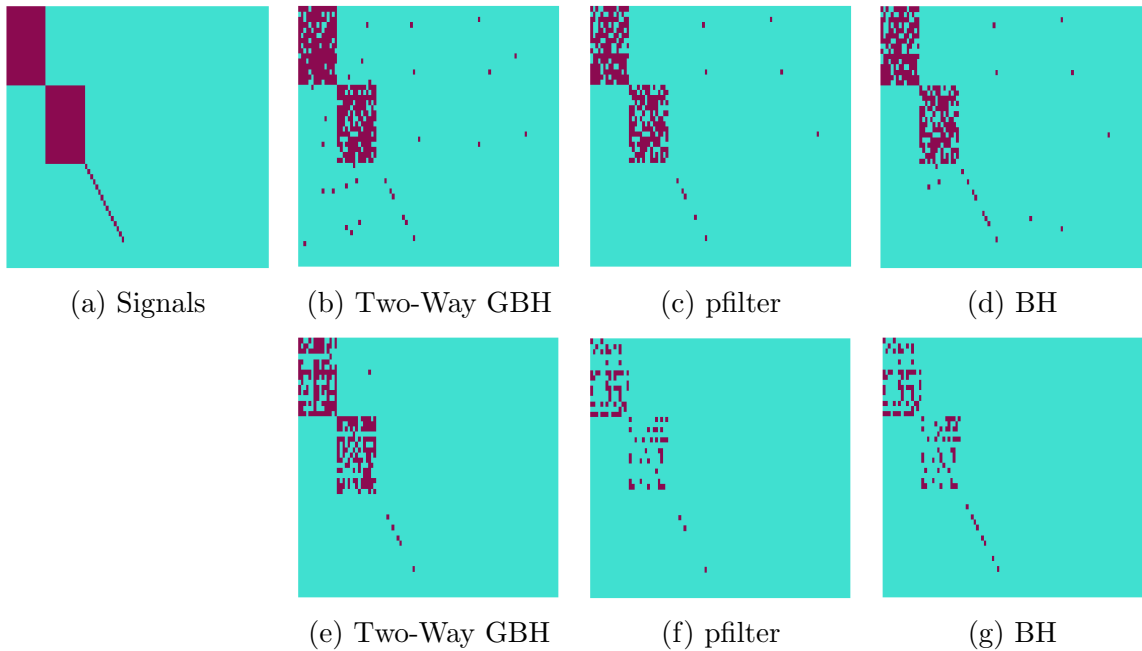 (a) Signals
(b) Two-Way GBH
(c) pfilter
(d) BH
(e) Two-Way GBH
(f) pfilter
(g) BH